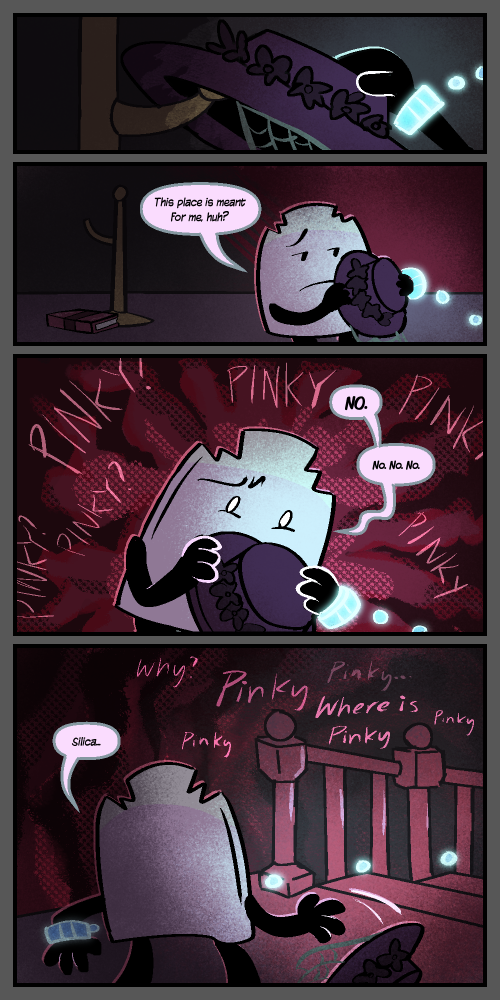 This place is meant
For me, huh?
PINKY!
PINKY
PINKY
PINKY?
PINKY?
NO.
No. No. No.
PINKY
Why?
Pinky
Pinky...
Where is
Pinky
Pinky
Pinky
Silica...